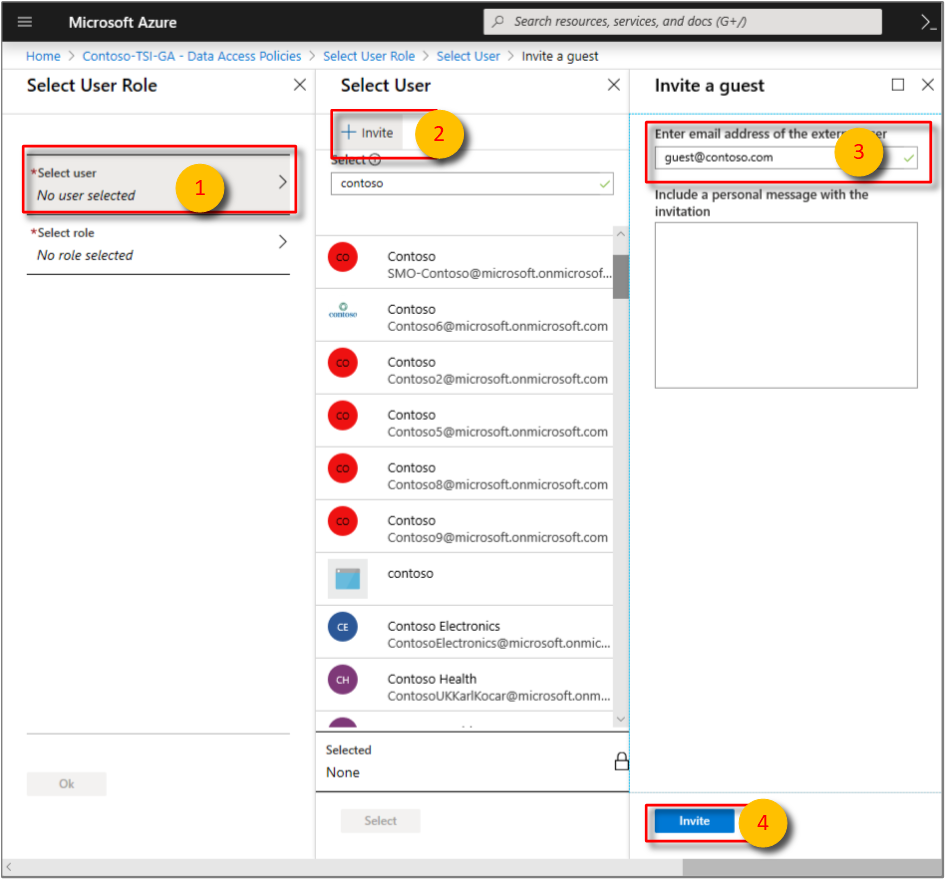 Microsoft Azure
Search resources, services, and docs (G+/)
Home > Contoso-TSI-GA - Data Access Policies > Select User Role > Select User > Invite a guest
Select User Role
*Select user
No user selected
1
*Select role
No role selected
Ok
Select User
+ Invite
2
Select
contoso
CO
Contoso
SMO-Contoso@microsoft.onmicrosof...
contoso
Contoso
Contoso6@microsoft.onmicrosoft.com
CO
Contoso
Contoso2@microsoft.onmicrosoft.com
CO
Contoso
Contoso5@microsoft.onmicrosoft.com
CO
Contoso
Contoso8@microsoft.onmicrosoft.com
CO
Contoso
Contoso9@microsoft.onmicrosoft.com
contoso
CE
Contoso Electronics
ContosoElectronics@microsoft.onmic...
CH
Contoso Health
ContosoUKKarlKocar@microsoft.onm...
Selected
None
Select
Invite a guest
Enter email address of the extern
3
guest@contoso.com
Include a personal message with the
invitation
Invite
4